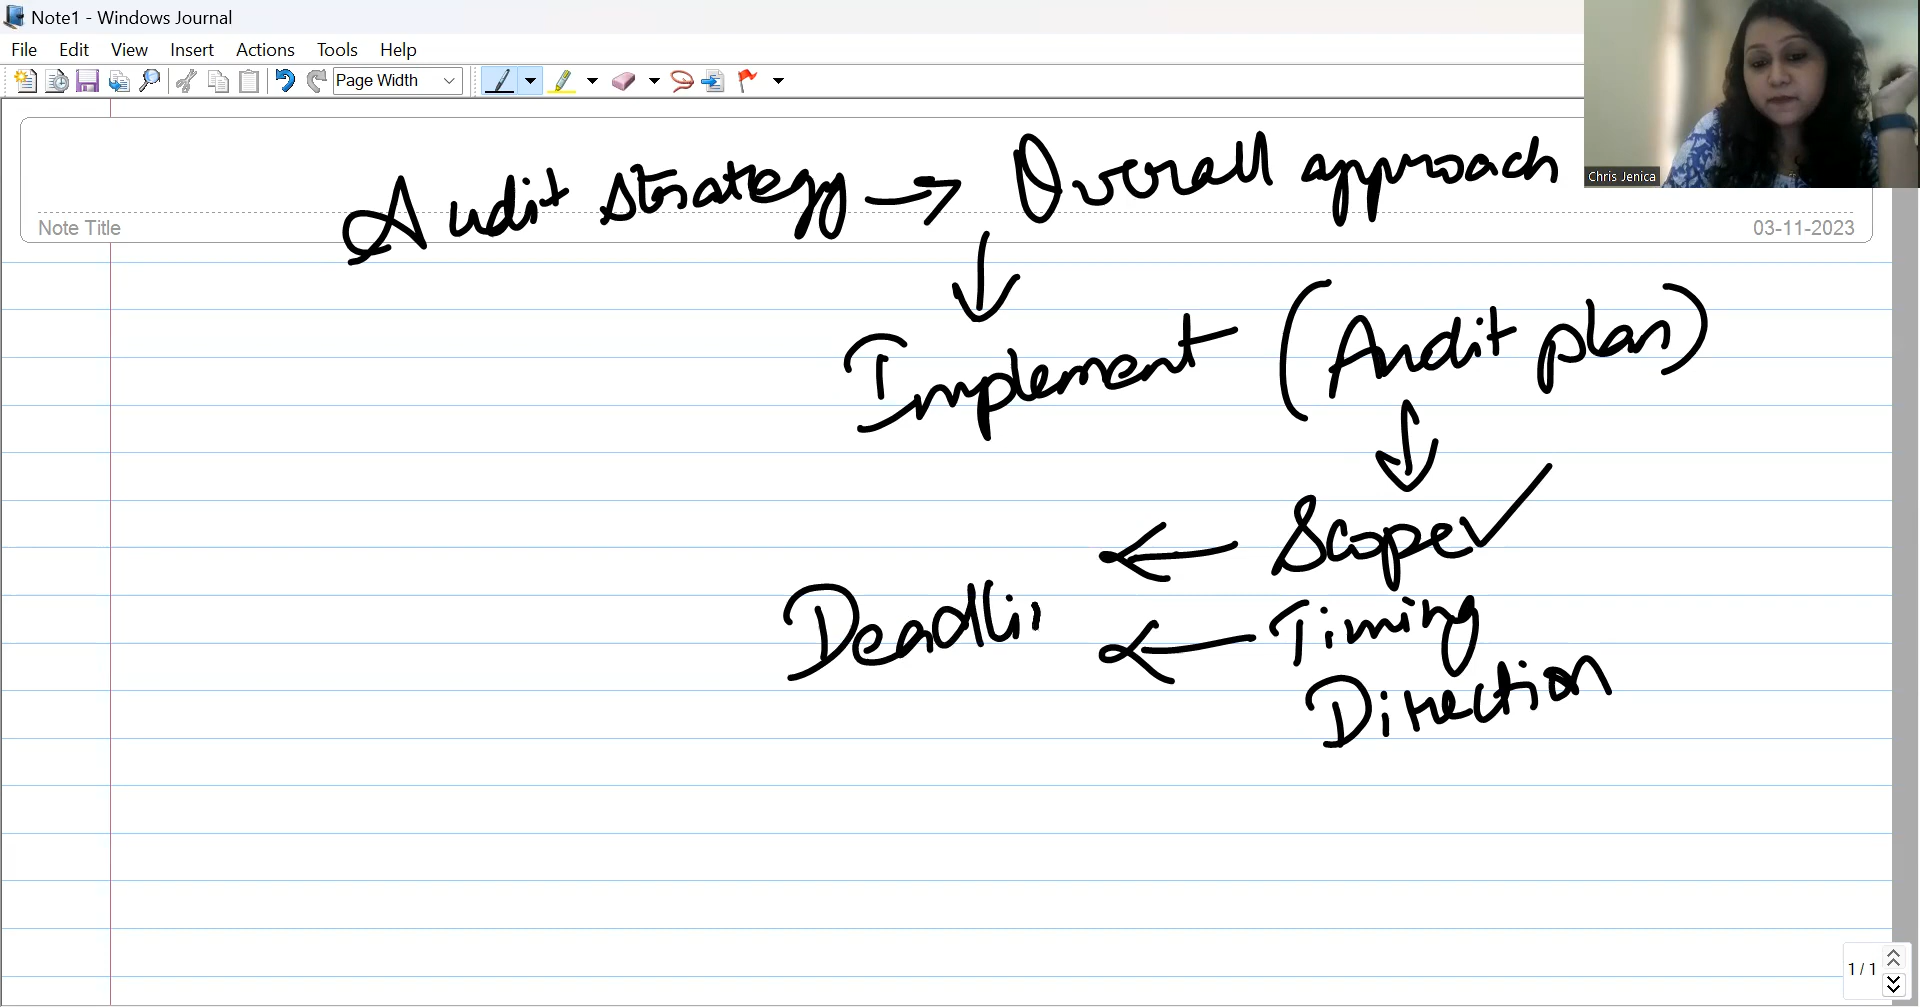 Note1 - Windows Journal
File Edit View Insert Actions Tools Help
Page Width
Chris Jenica
Audit strategy → Overall approach
Note Title
03-11-2023
↓
Implement (Audit plan)
↓
← Scope ✓
Deadlin ← Timing
Direction
1 / 1